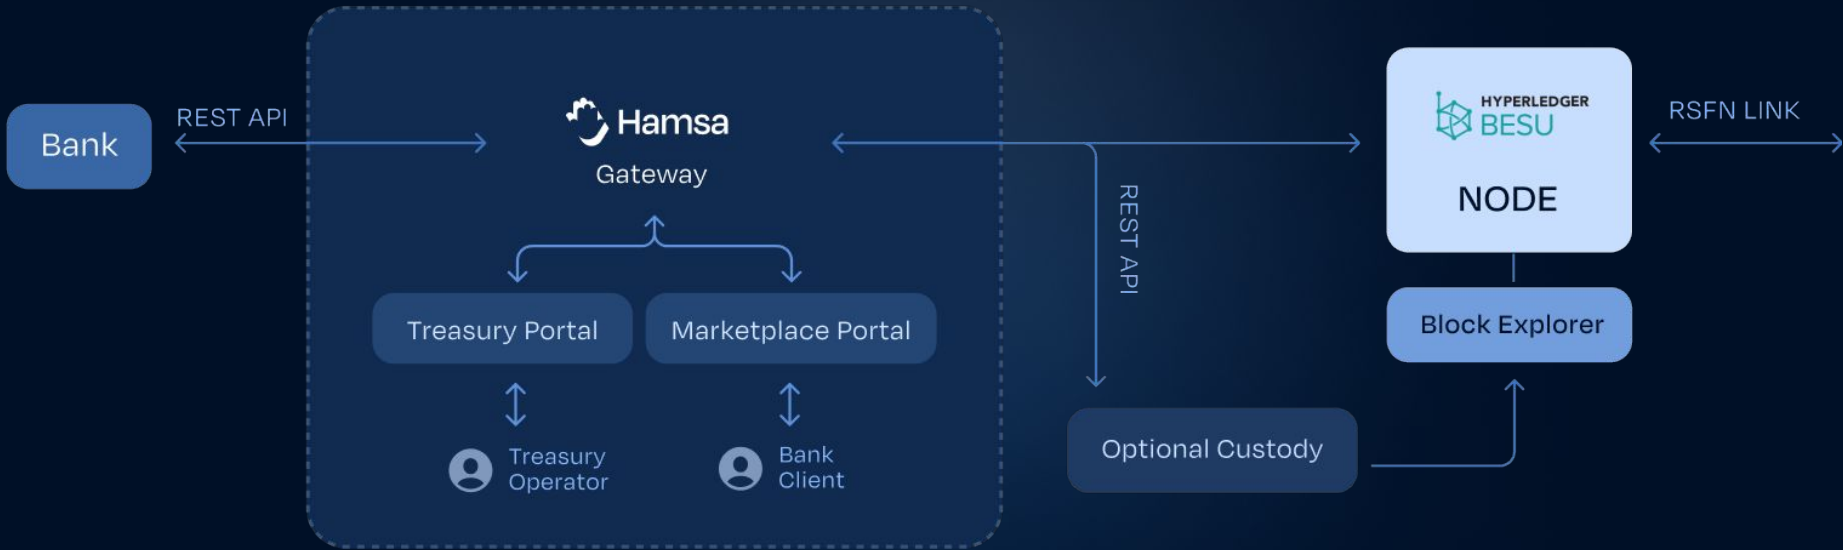 Bank
REST API
Hamsa
Gateway
Treasury Portal
Marketplace Portal
Treasury
Operator
Bank
Client
REST API
Optional Custody
HYPERLEDGER
BESU
NODE
Block Explorer
RSFN LINK